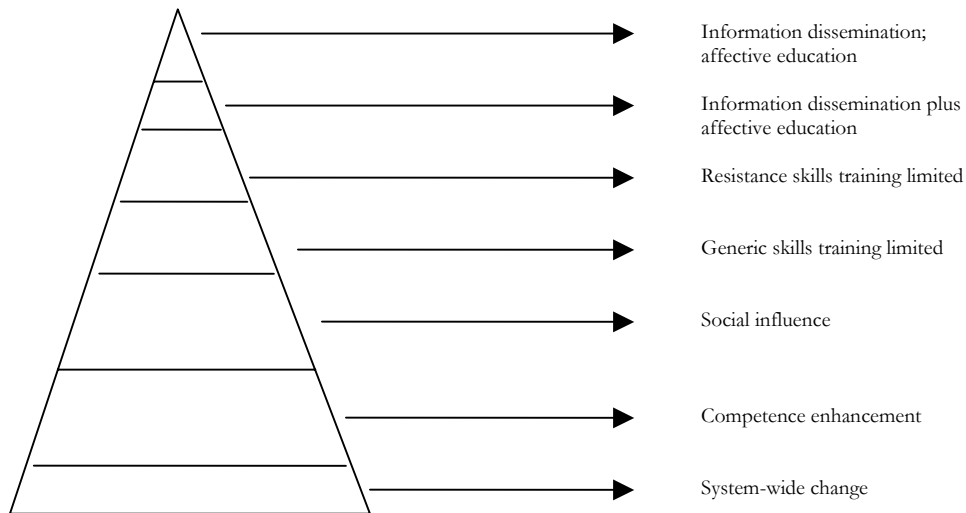 Information dissemination;
affective education
Information dissemination plus
affective education
Resistance skills training limited
Generic skills training limited
Social influence
Competence enhancement
System-wide change